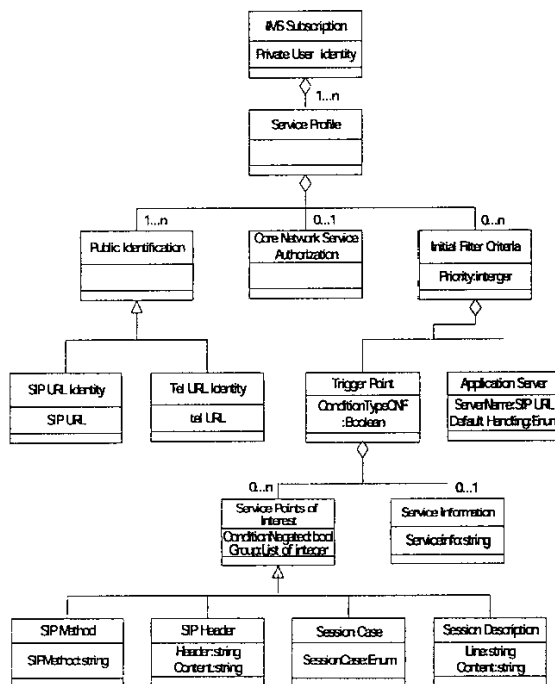 IMS Subscription
Private User Identity
1...n
Service Profile
1...n
0...1
0...n
Public Identification
Core Network Service
Authorization
Initial Filter Criteria
Priority:interger
SIP URL Identity
SIP URL
Tel URL Identity
tel URL
Trigger Point
ConditionTypeCNF
:Boolean
Application Server
ServerName:SIP URL
Default Handling:Enum
0...n
0...1
Service Points of
Interest
ConditionNegated:bool
Group:List of integer
Service Information
Serviceinfo:string
SIP Method
SIPMethod:string
SIP Header
Header:string
Content:string
Session Case
SessionCase:Enum
Session Description
Line:string
Content:string